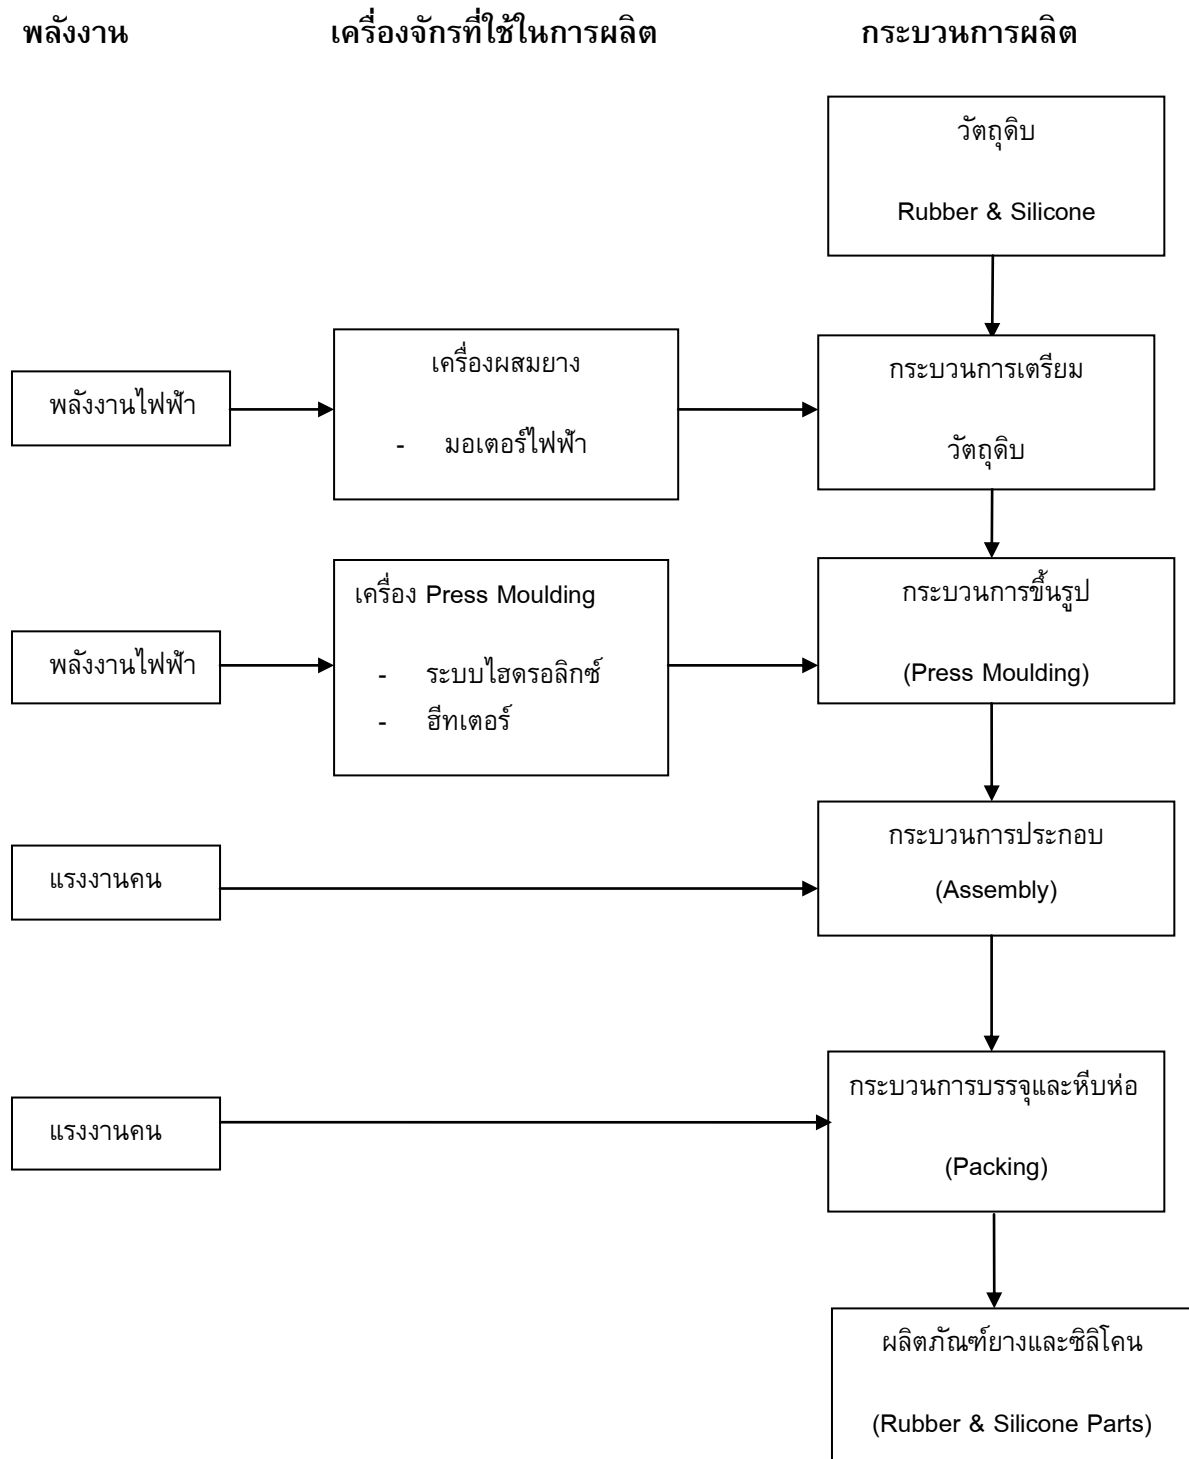 พลังงาน
เครื่องจักรที่ใช้ในการผลิต
กระบวนการผลิต
วัตถุดิบ
Rubber & Silicone
พลังงานไฟฟ้า
เครื่องผสมยาง
- มอเตอร์ไฟฟ้า
กระบวนการเตรียม
วัตถุดิบ
พลังงานไฟฟ้า
เครื่อง Press Moulding
- ระบบไฮดรอลิกซ์
- ฮีทเตอร์
กระบวนการขึ้นรูป
(Press Moulding)
แรงงานคน
กระบวนการประกอบ
(Assembly)
แรงงานคน
กระบวนการบรรจุและหีบห่อ
(Packing)
ผลิตภัณฑ์ยางและซิลิโคน
(Rubber & Silicone Parts)